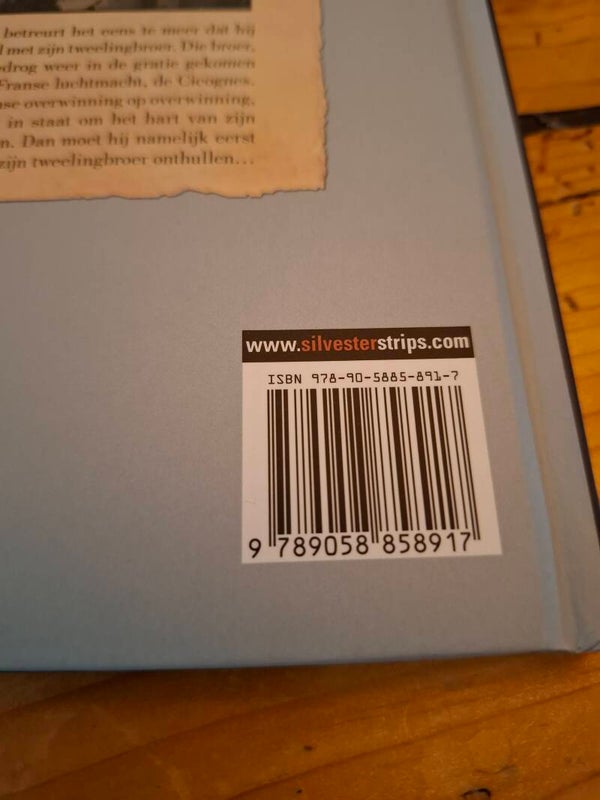 betreurt het eens te meer dat hij
met zijn tweelingbroer. Die broer,
drog weer in de gratie gekomen
Franse luchtmacht, de Cicognes.
se overwinning op overwinning,
in staat om het hart van zijn
n. Dan moet hij namelijk eerst
zijn tweelingbroer onthullen...
www.silvesterstrips.com
ISBN 978-90-5885-891-7
9 789058 858917